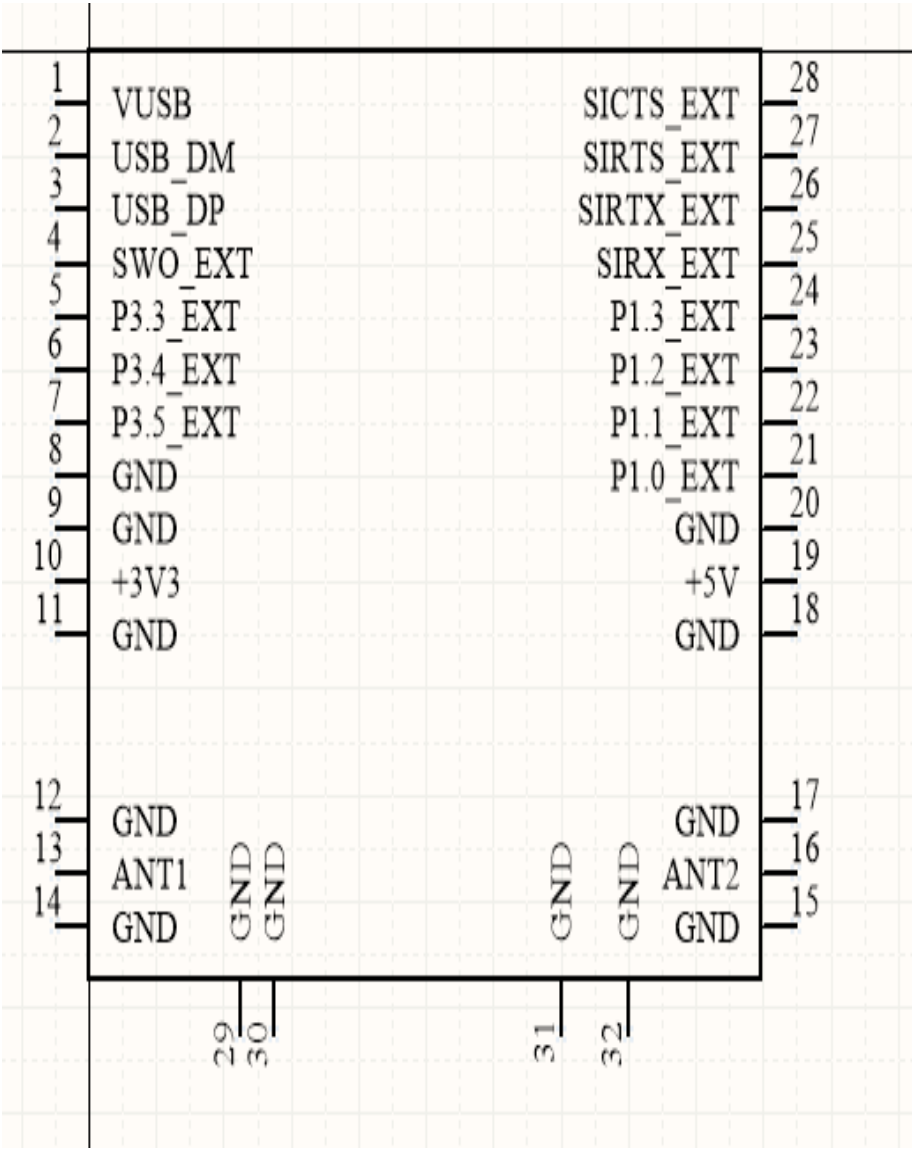 1 VUSB SICTS_EXT 28
2 USB_DM SIRTS_EXT 27
3 USB_DP SIRTX_EXT 26
4 SWO_EXT SIRX_EXT 25
5 P3.3_EXT P1.3_EXT 24
6 P3.4_EXT P1.2_EXT 23
7 P3.5_EXT P1.1_EXT 22
8 GND P1.0_EXT 21
9 GND GND 20
10 +3V3 +5V 19
11 GND GND 18
12 GND GND 17
13 ANT1 ANT2 16
14 GND GND 15
GND GND GND GND
29 30 31 32